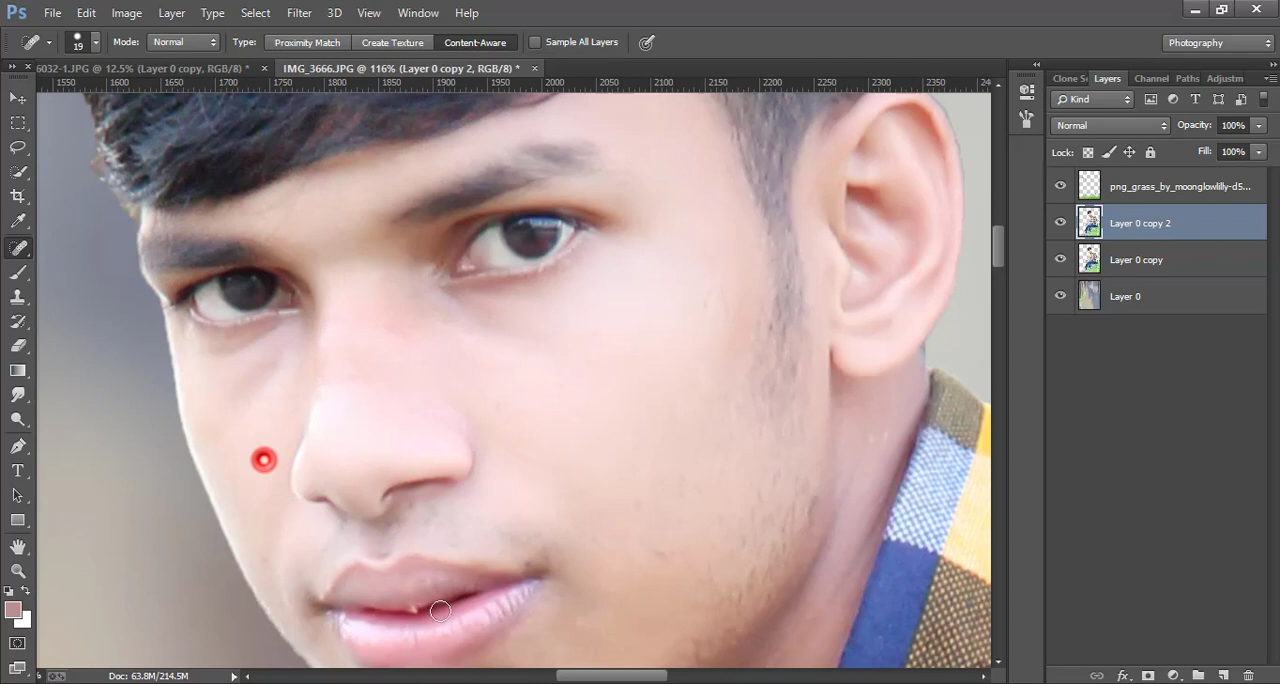 Ps File Edit Image Layer Type Select Filter 3D View Window Help
19 Mode: Normal Type: Proximity Match Create Texture Content-Aware Sample All Layers Photography
6032-1.JPG @ 12.5% (Layer 0 copy, RGB/8) * × IMG_3666.JPG @ 116% (Layer 0 copy 2, RGB/8) * ×
1550 1600 1650 1700 1750 1800 1850 1900 1950 2000 2050 2100 2150 2200 2250 2300 2350
Clone Layers Channel Paths Adjustm
Kind
Normal Opacity: 100%
Lock: Fill: 100%
png_grass_by_moonglowlilly-d5...
Layer 0 copy 2
Layer 0 copy
Layer 0
T
Doc: 63.8M/214.5M
fx